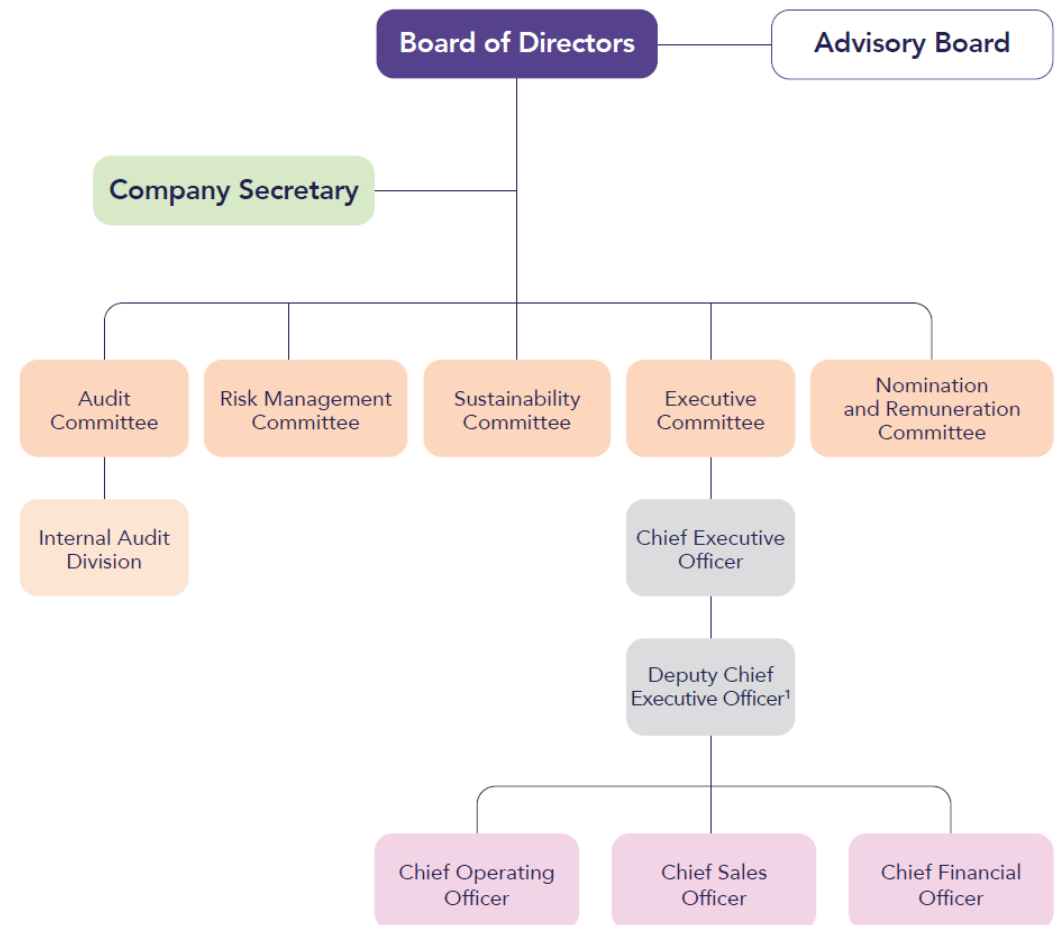 Board of Directors
Advisory Board
Company Secretary
Audit
Committee
Risk Management
Committee
Sustainability
Committee
Executive
Committee
Nomination
and Remuneration
Committee
Internal Audit
Division
Chief Executive
Officer
Deputy Chief
Executive Officer¹
Chief Operating
Officer
Chief Sales
Officer
Chief Financial
Officer